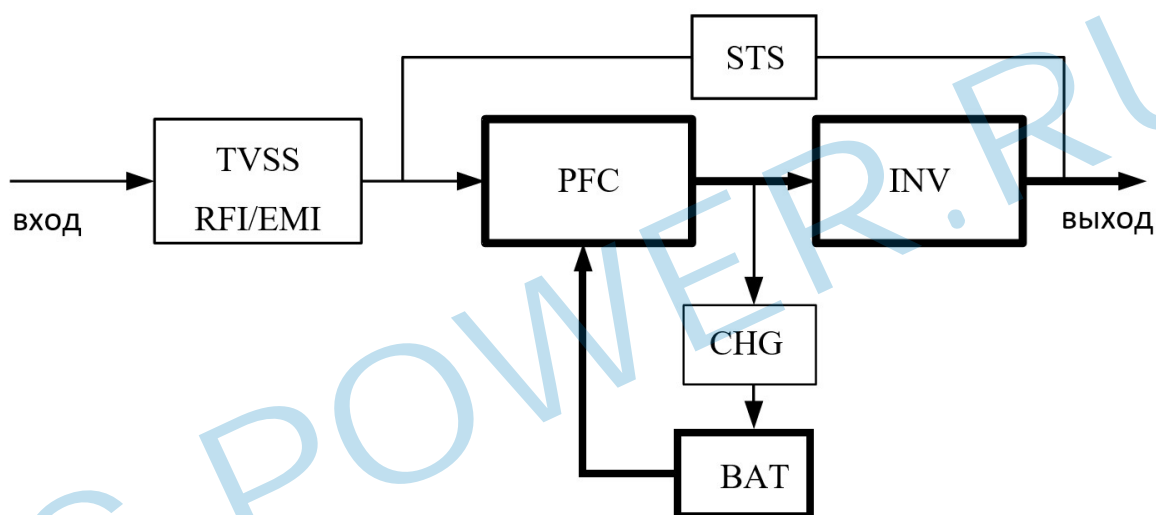 STS
TVSS
RFI/EMI
PFC
INV
вход
выход
CHG
BAT
G-POWER.RU